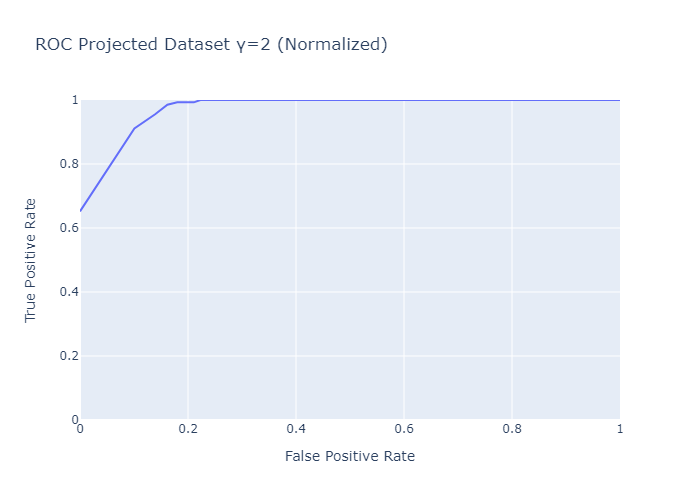 ROC Projected Dataset γ=2 (Normalized)
True Positive Rate
1
0.8
0.6
0.4
0.2
0
0 0.2 0.4 0.6 0.8 1
False Positive Rate